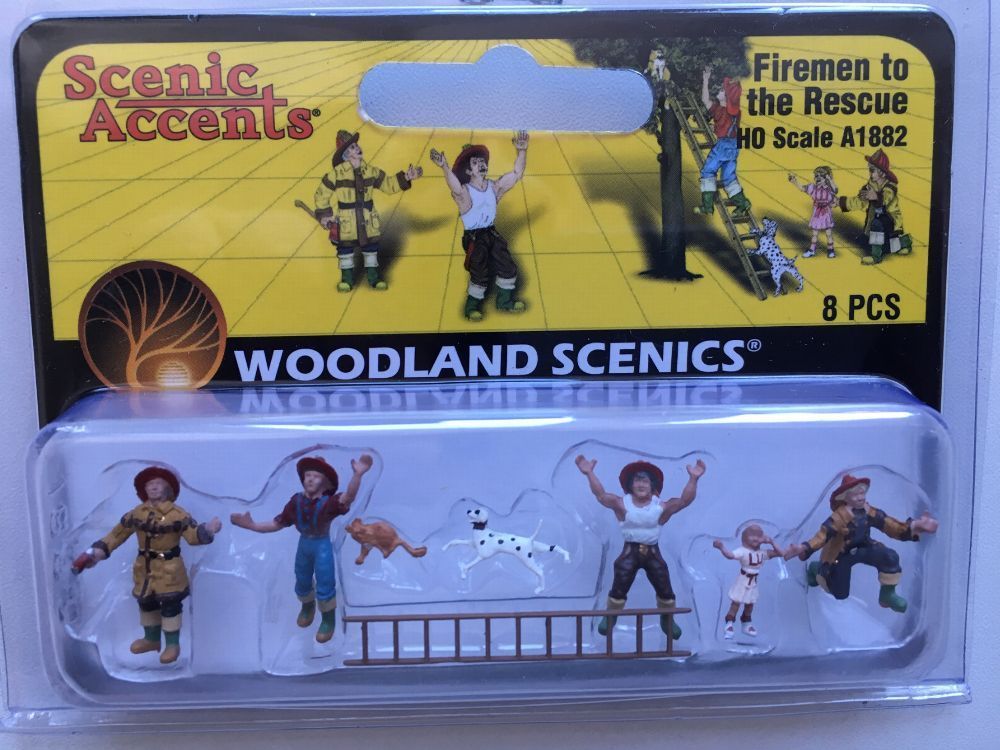 Scenic
Accents®
Firemen to
the Rescue
HO Scale A1882
8 PCS
WOODLAND SCENICS®